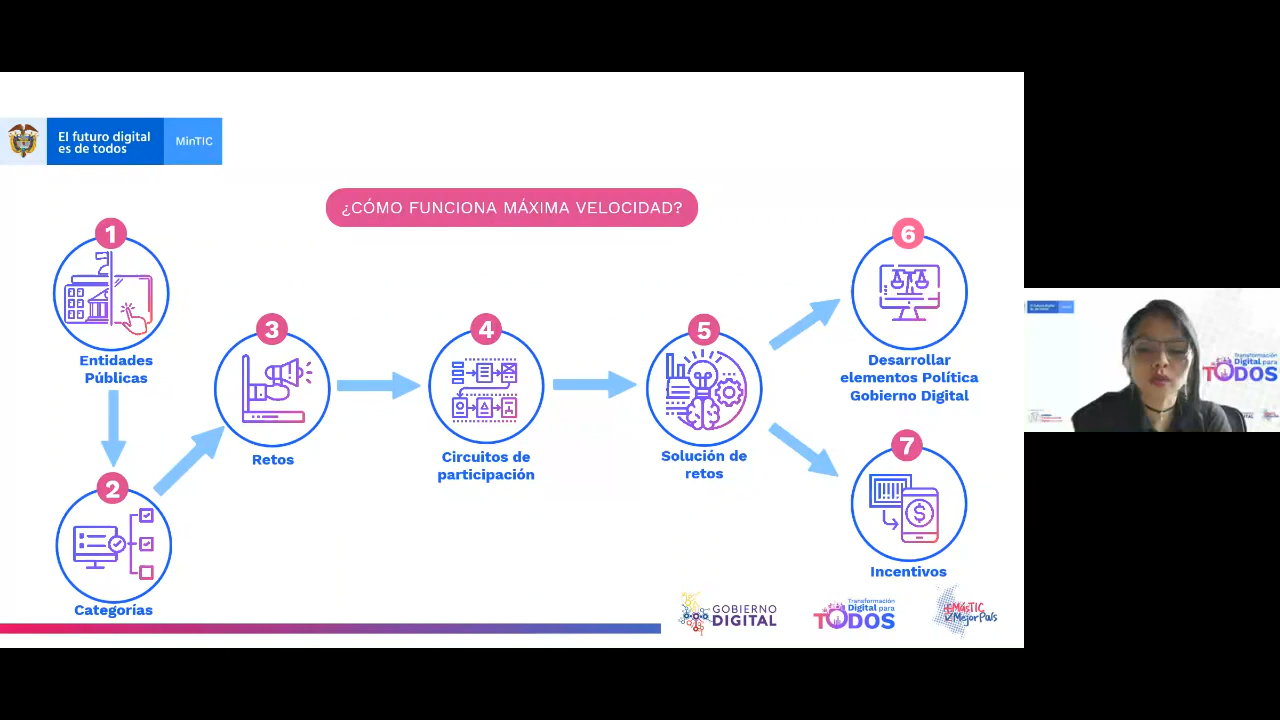 El futuro digital
es de todos
MinTIC
¿CÓMO FUNCIONA MÁXIMA VELOCIDAD?
1
Entidades
Públicas
2
Categorías
3
Retos
4
Circuitos de
participación
5
Solución de
retos
6
Desarrollar
elementos Política
Gobierno Digital
7
Incentivos
$
GOBIERNO
DIGITAL
Transformación
Digital para
TODOS
+MásTIC
MejorPaís
Transformación
Digital para
TODOS